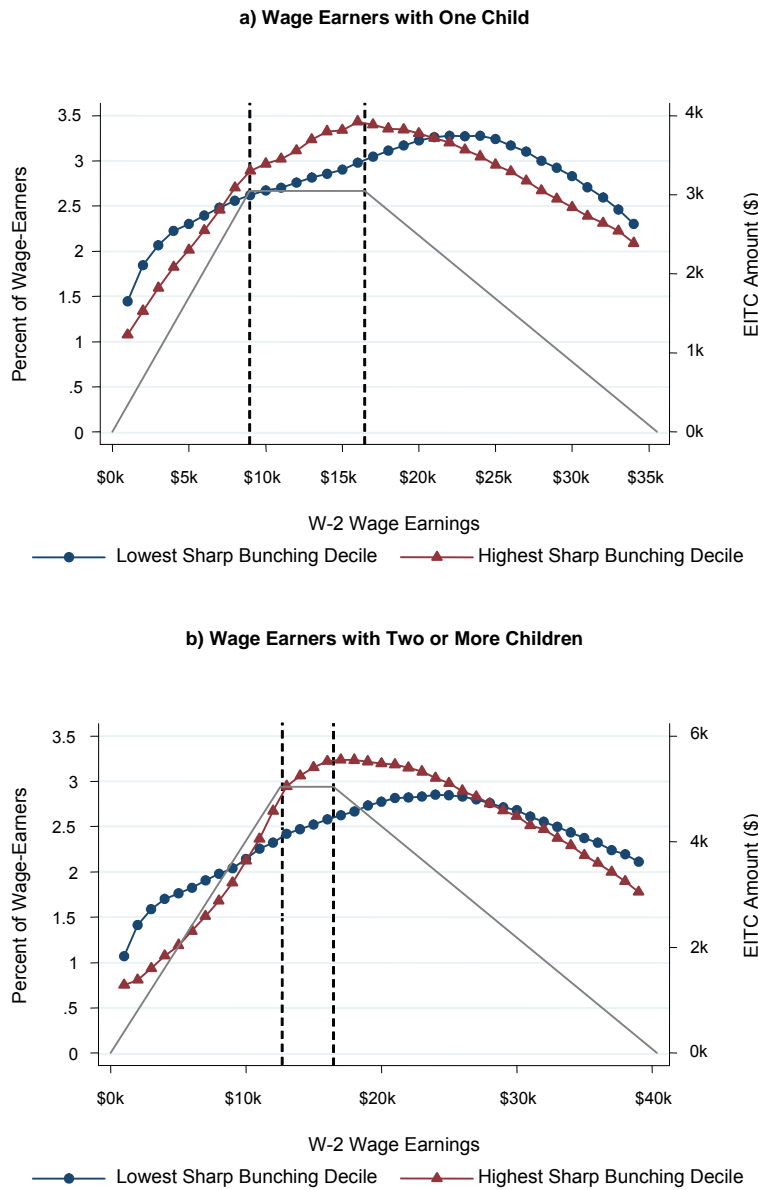 a) Wage Earners with One Child
Percent of Wage-Earners
3.5
3
2.5
2
1.5
1
.5
0
4k
3k
2k
1k
0k
EITC Amount ($)
$0k $5k $10k $15k $20k $25k $30k $35k
W-2 Wage Earnings
Lowest Sharp Bunching Decile Highest Sharp Bunching Decile
b) Wage Earners with Two or More Children
Percent of Wage-Earners
3.5
3
2.5
2
1.5
1
.5
0
6k
4k
2k
0k
EITC Amount ($)
$0k $10k $20k $30k $40k
W-2 Wage Earnings
Lowest Sharp Bunching Decile Highest Sharp Bunching Decile